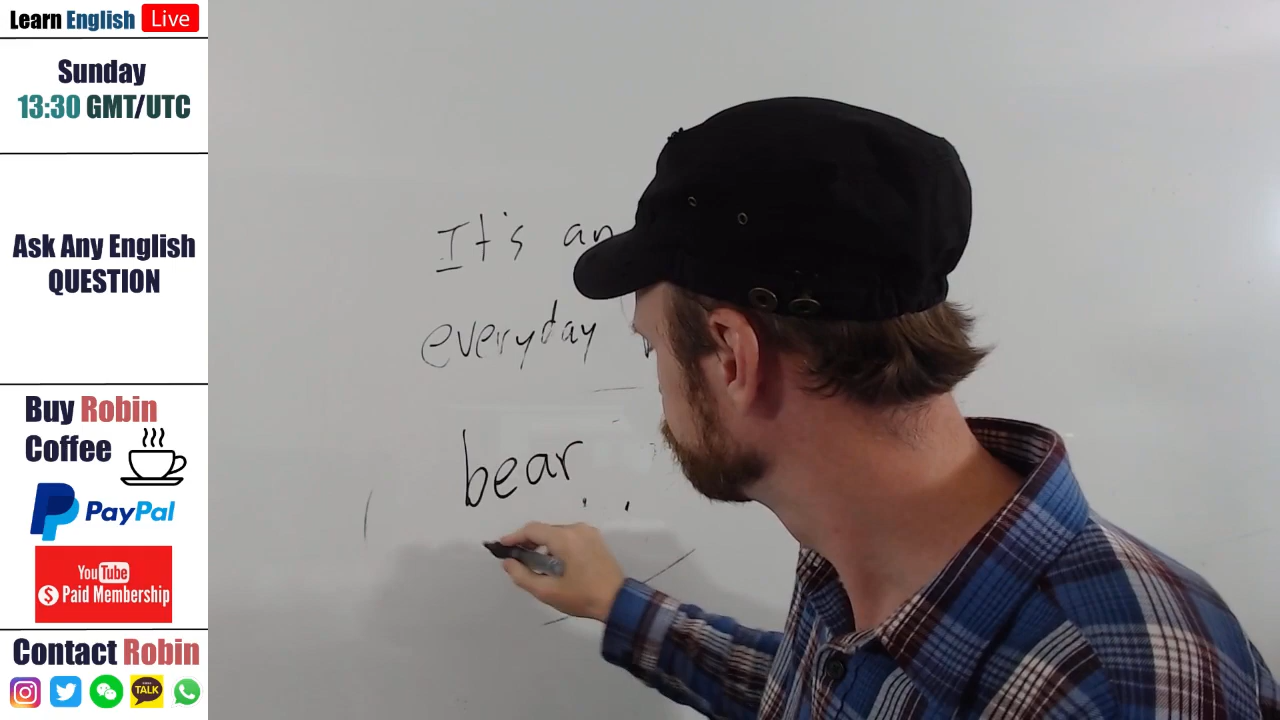 Learn English Live
Sunday
13:30 GMT/UTC
Ask Any English
QUESTION
Buy Robin
Coffee
PayPal
YouTube
$ Paid Membership
Contact Robin
TALK
It's an
everyday
bear